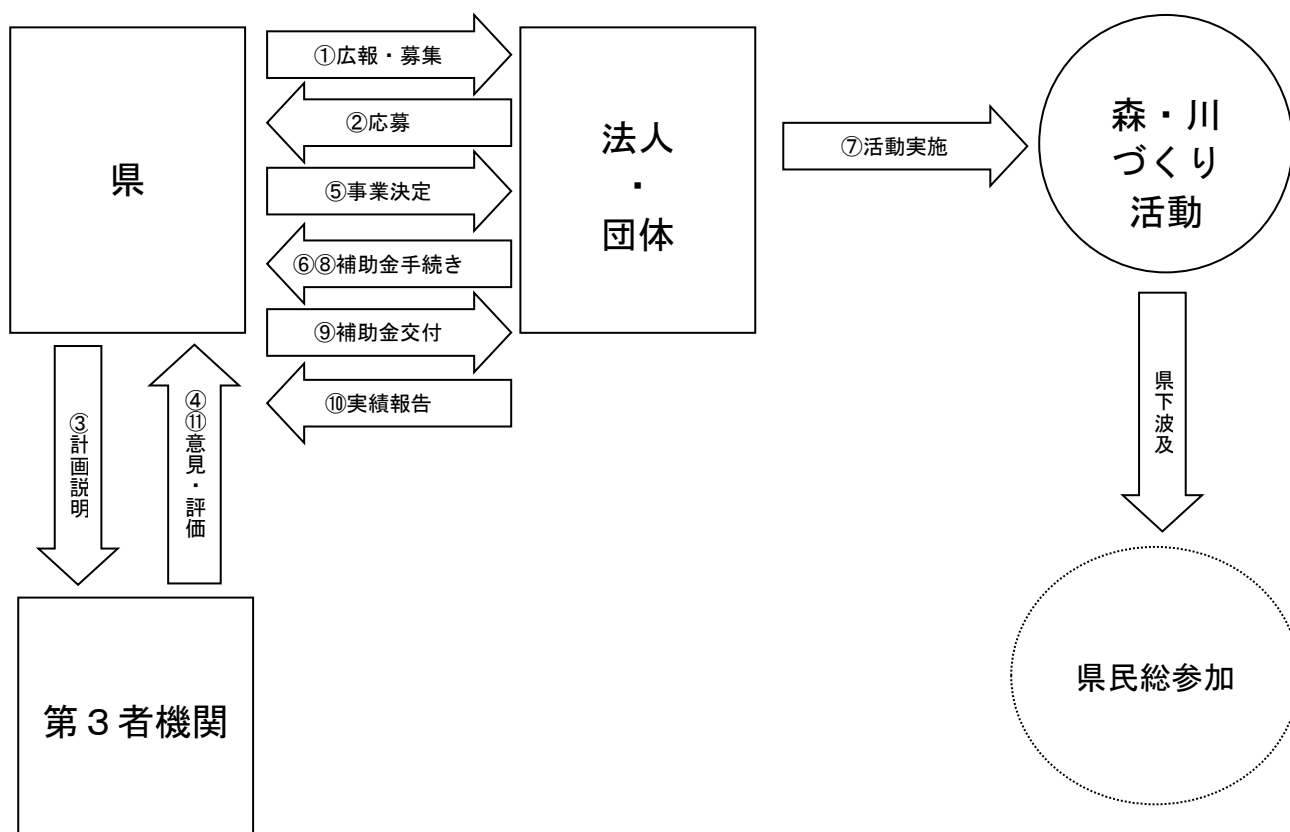 県
①広報・募集
②応募
⑤事業決定
⑥⑧補助金手続き
⑨補助金交付
⑩実績報告
法人
・
団体
⑦活動実施
森・川
づくり
活動
③計画説明
④⑪意見・評価
県下波及
第３者機関
県民総参加